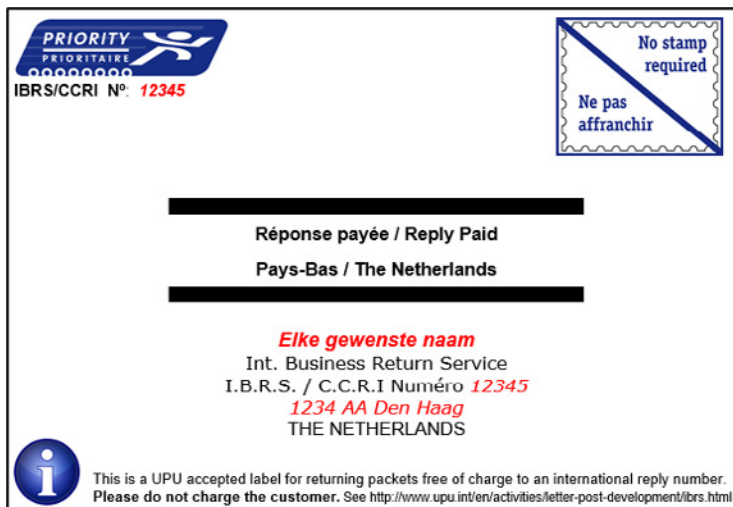 PRIORITY
PRIORITAIRE
IBRS/CCRI Nº: 12345
No stamp
required
Ne pas
affranchir
Réponse payée / Reply Paid
Pays-Bas / The Netherlands
Elke gewenste naam
Int. Business Return Service
I.B.R.S. / C.C.R.I Numéro 12345
1234 AA Den Haag
THE NETHERLANDS
i
This is a UPU accepted label for returning packets free of charge to an international reply number.
Please do not charge the customer. See http://www.upu.int/en/activities/letter-post-development/ibrs.html